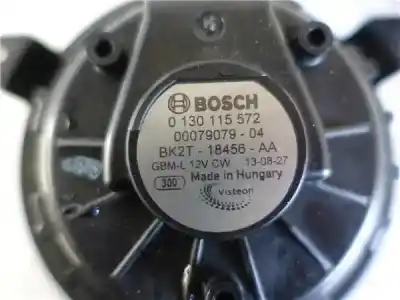 BOSCH
0 130 115 572
00079079-04
BK2T-18456-AA
GBM-L 12V CW 13-08-27
300 Made in Hungary
Visteon